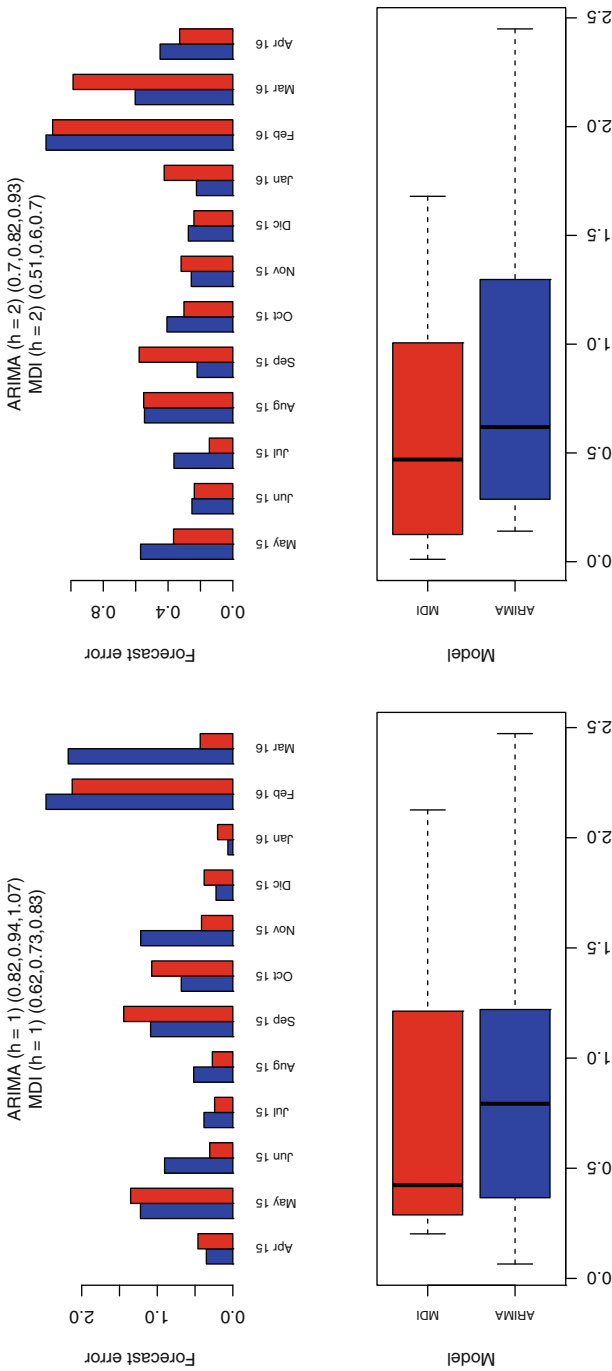 ARIMA (h = 1) (0.82,0.94,1.07)
MDI (h = 1) (0.62,0.73,0.83)
Forecast error
0.0
1.0
2.0
Apr 15
May 15
Jun 15
Jul 15
Aug 15
Sep 15
Oct 15
Nov 15
Dic 15
Jan 16
Feb 16
Mar 16
ARIMA (h = 2) (0.7,0.82,0.93)
MDI (h = 2) (0.51,0.6,0.7)
Forecast error
0.0
0.4
0.8
May 15
Jun 15
Jul 15
Aug 15
Sep 15
Oct 15
Nov 15
Dic 15
Jan 16
Feb 16
Mar 16
Apr 16
Model
MDI
ARIMA
0.0
0.5
1.0
1.5
2.0
2.5
Model
MDI
ARIMA
0.0
0.5
1.0
1.5
2.0
2.5